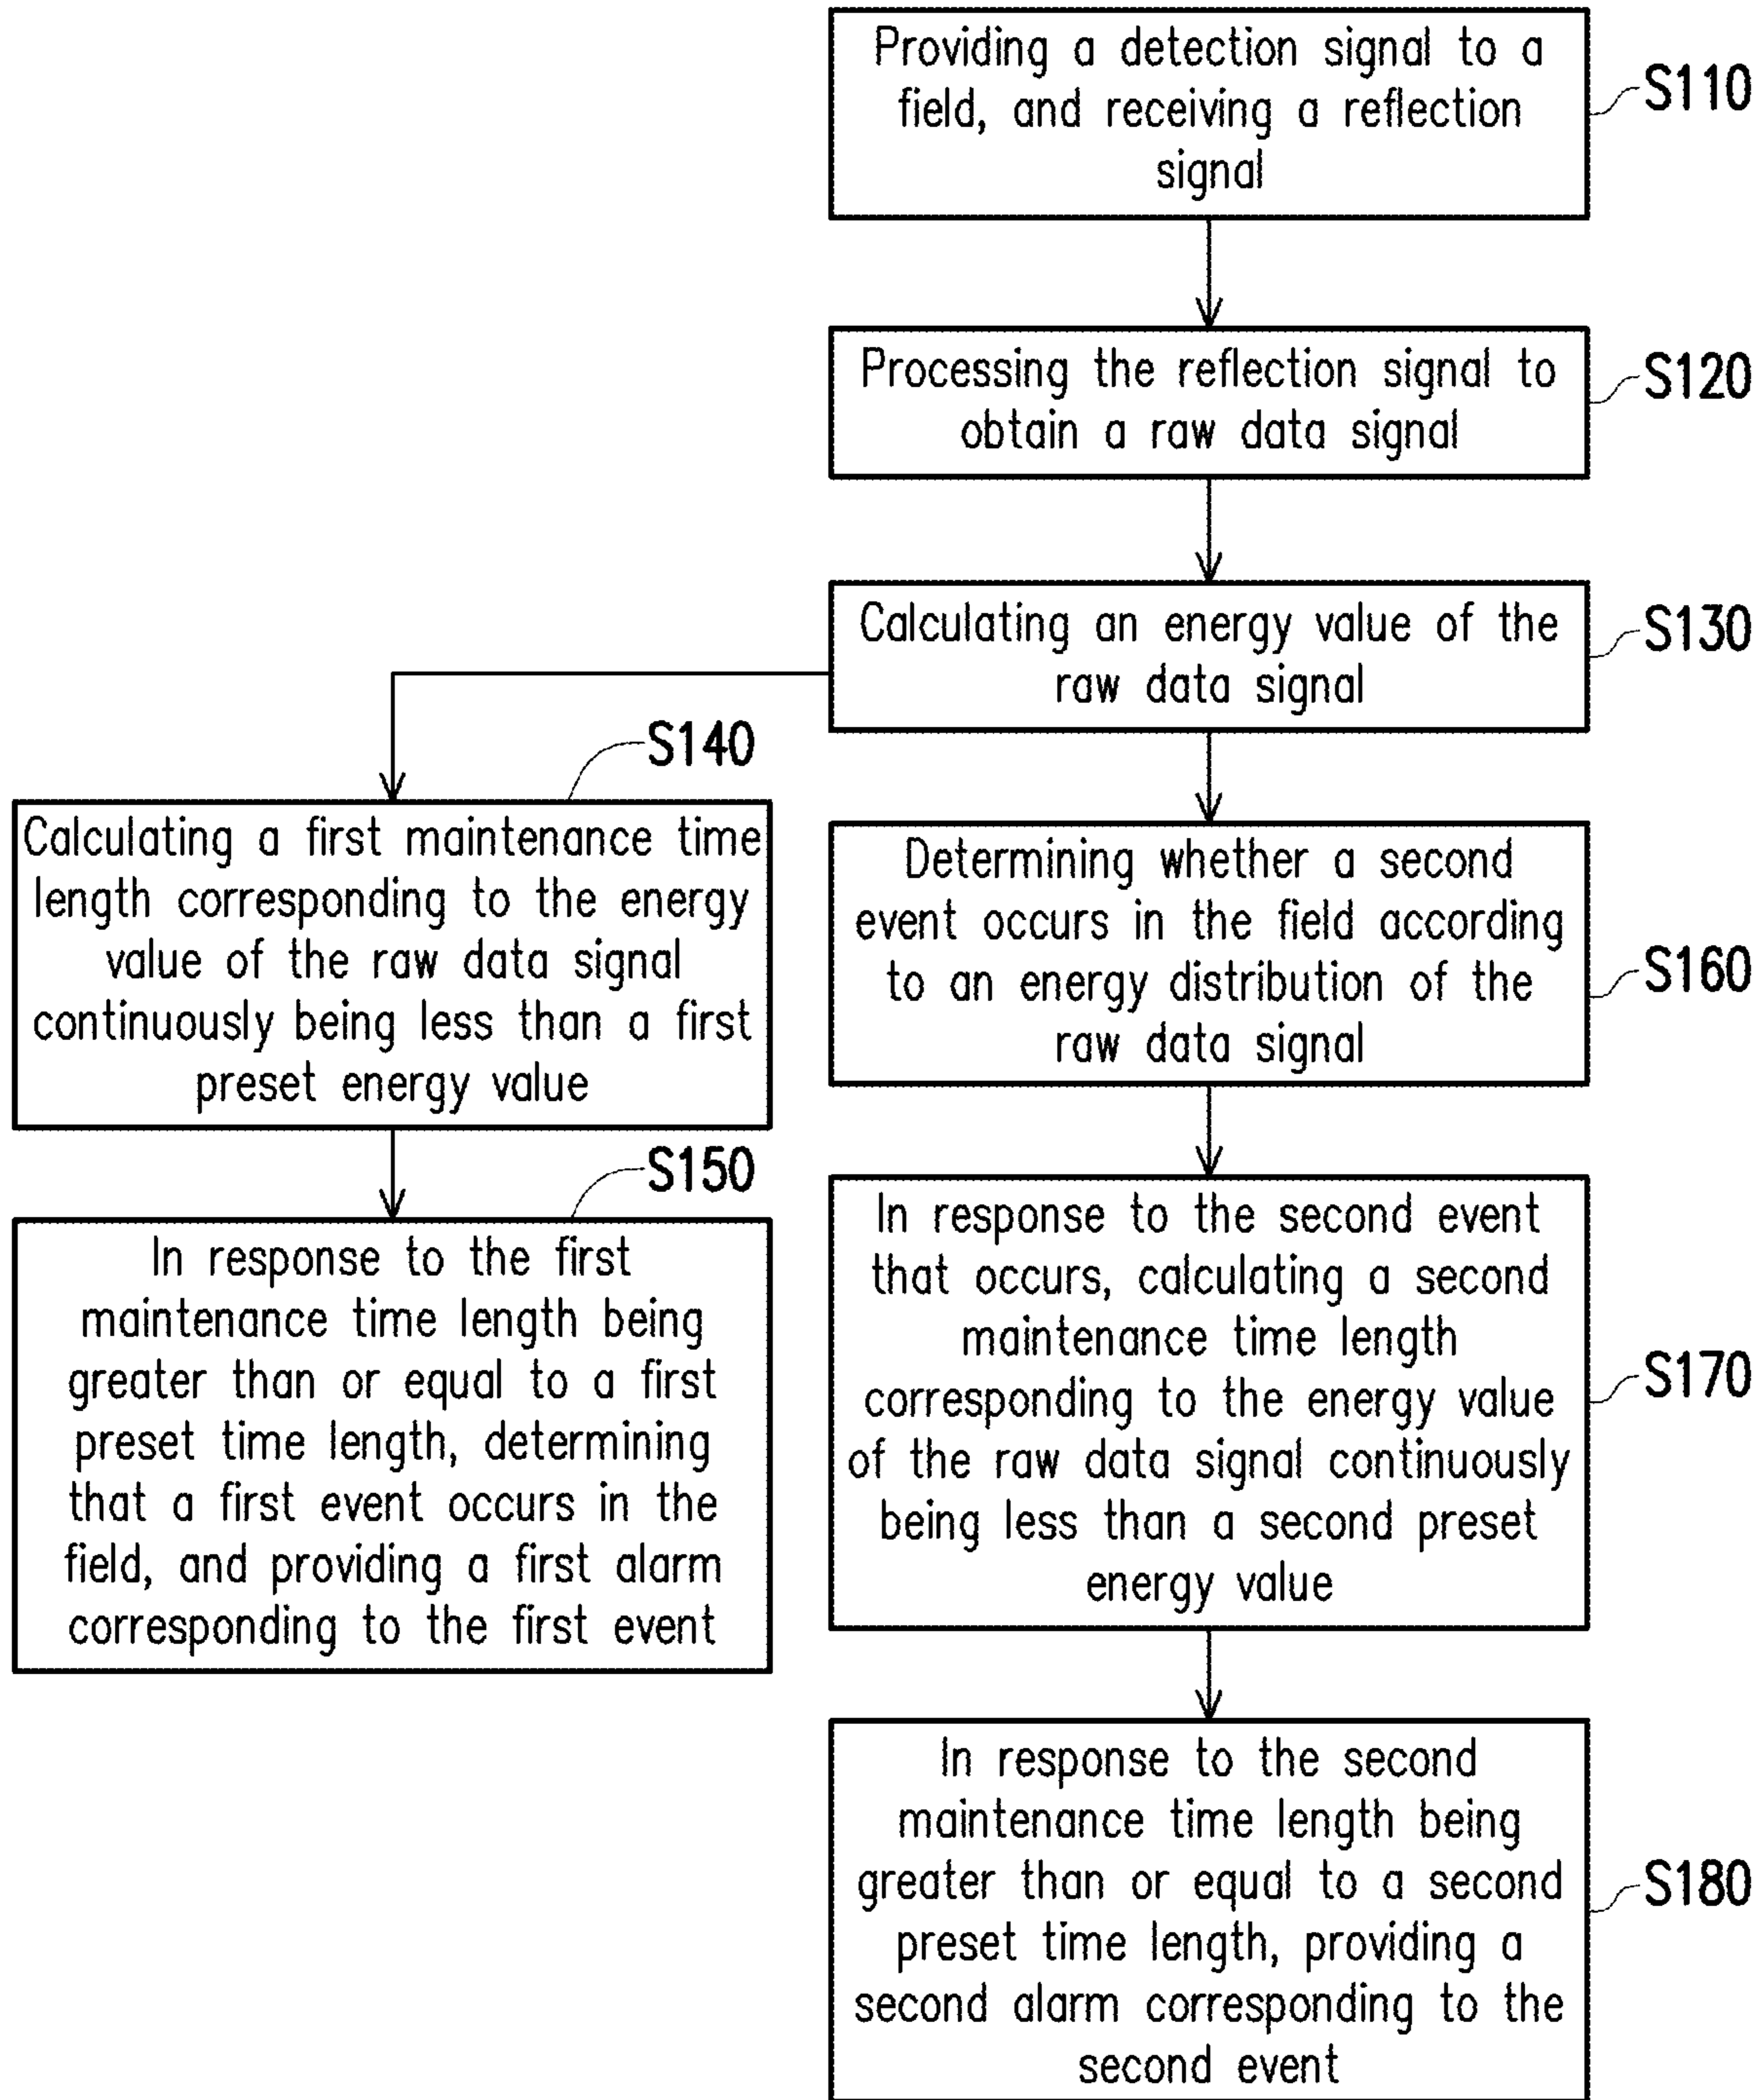 Providing a detection signal to a
field, and receiving a reflection
signal
S110
Processing the reflection signal to
obtain a raw data signal
S120
Calculating an energy value of the
raw data signal
S130
S140
Calculating a first maintenance time
length corresponding to the energy
value of the raw data signal
continuously being less than a first
preset energy value
S150
In response to the first
maintenance time length being
greater than or equal to a first
preset time length, determining
that a first event occurs in the
field, and providing a first alarm
corresponding to the first event
Determining whether a second
event occurs in the field according
to an energy distribution of the
raw data signal
S160
In response to the second event
that occurs, calculating a second
maintenance time length
corresponding to the energy value
of the raw data signal continuously
being less than a second preset
energy value
S170
In response to the second
maintenance time length being
greater than or equal to a second
preset time length, providing a
second alarm corresponding to the
second event
S180